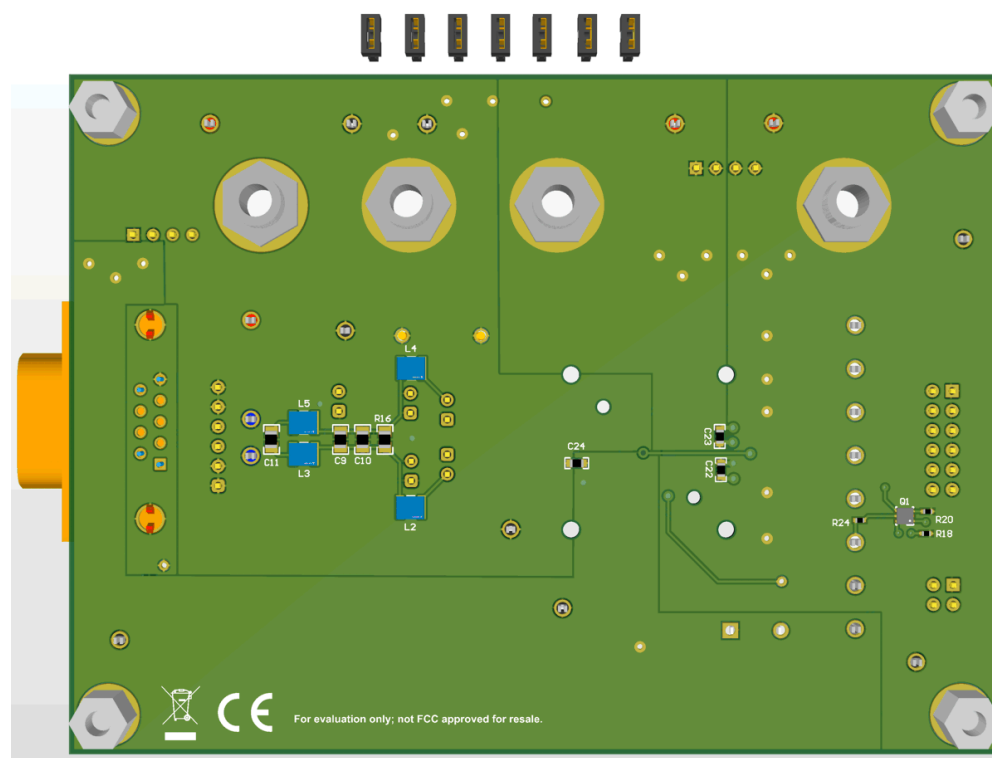 L4
L5
R16
C11
C9
C10
L3
L2
C24
C23
C22
Q1
R24
R20
R18
CE
For evaluation only; not FCC approved for resale.